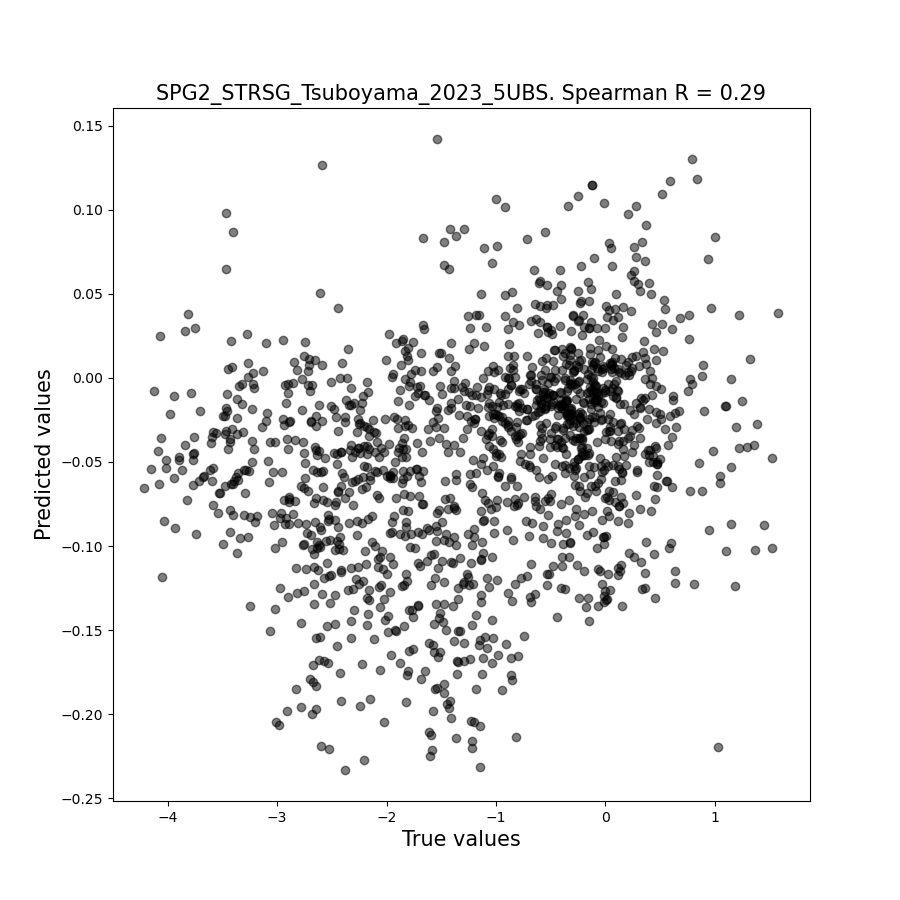 SPG2_STRSG_Tsuboyama_2023_5UBS. Spearman R = 0.29
Predicted values
0.15
0.10
0.05
0.00
−0.05
−0.10
−0.15
−0.20
−0.25
−4 −3 −2 −1 0 1
True values